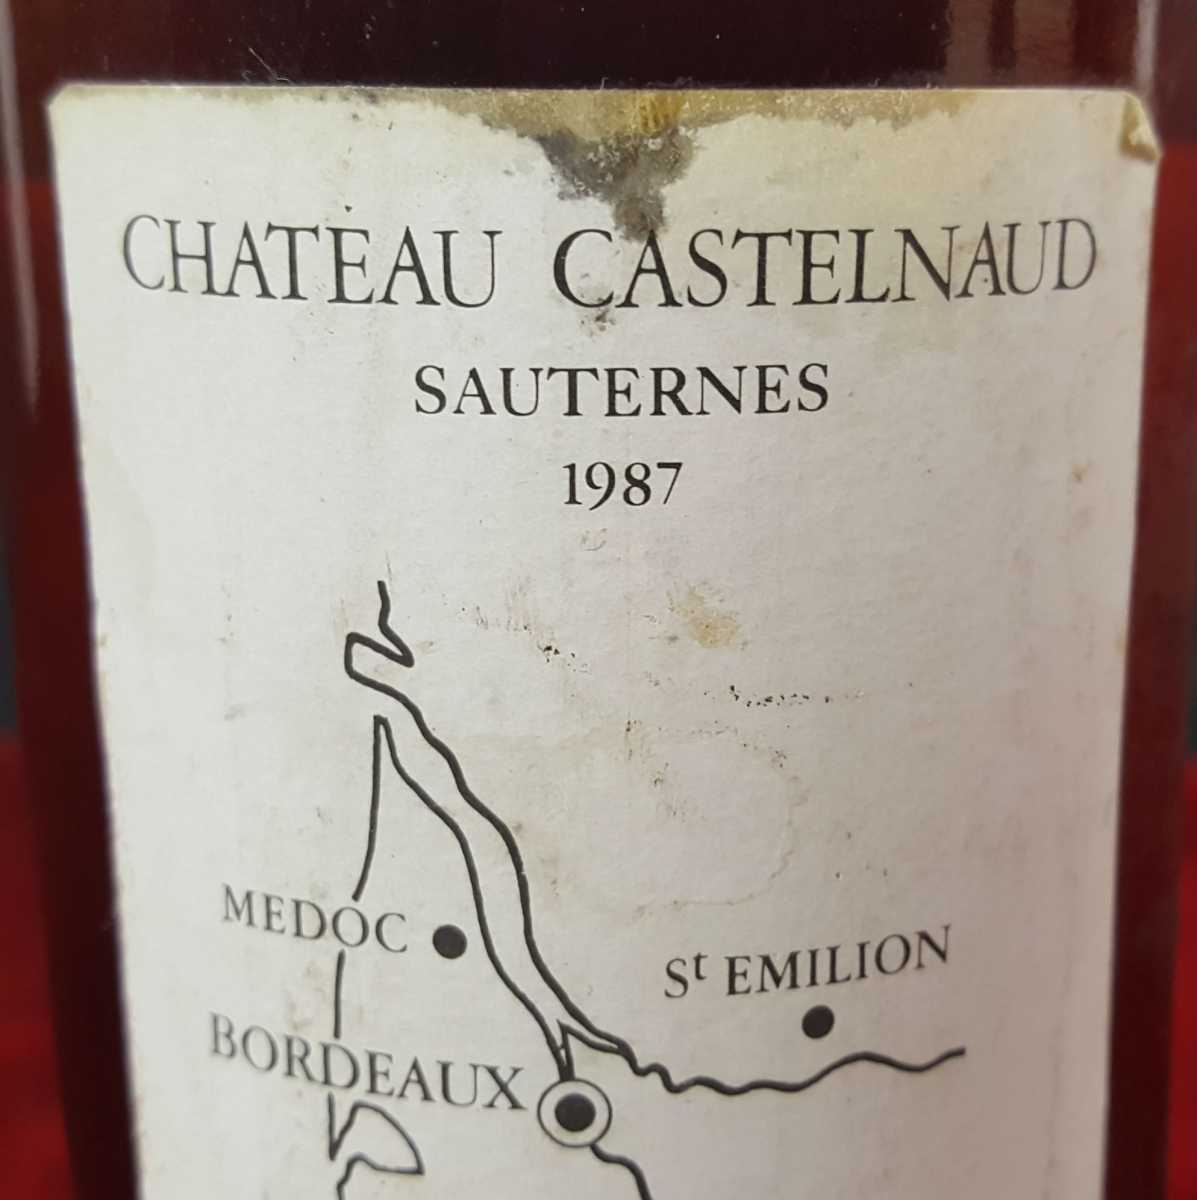 CHATEAU CASTELNAUD
SAUTERNES
1987
MEDOC
St EMILION
BORDEAUX